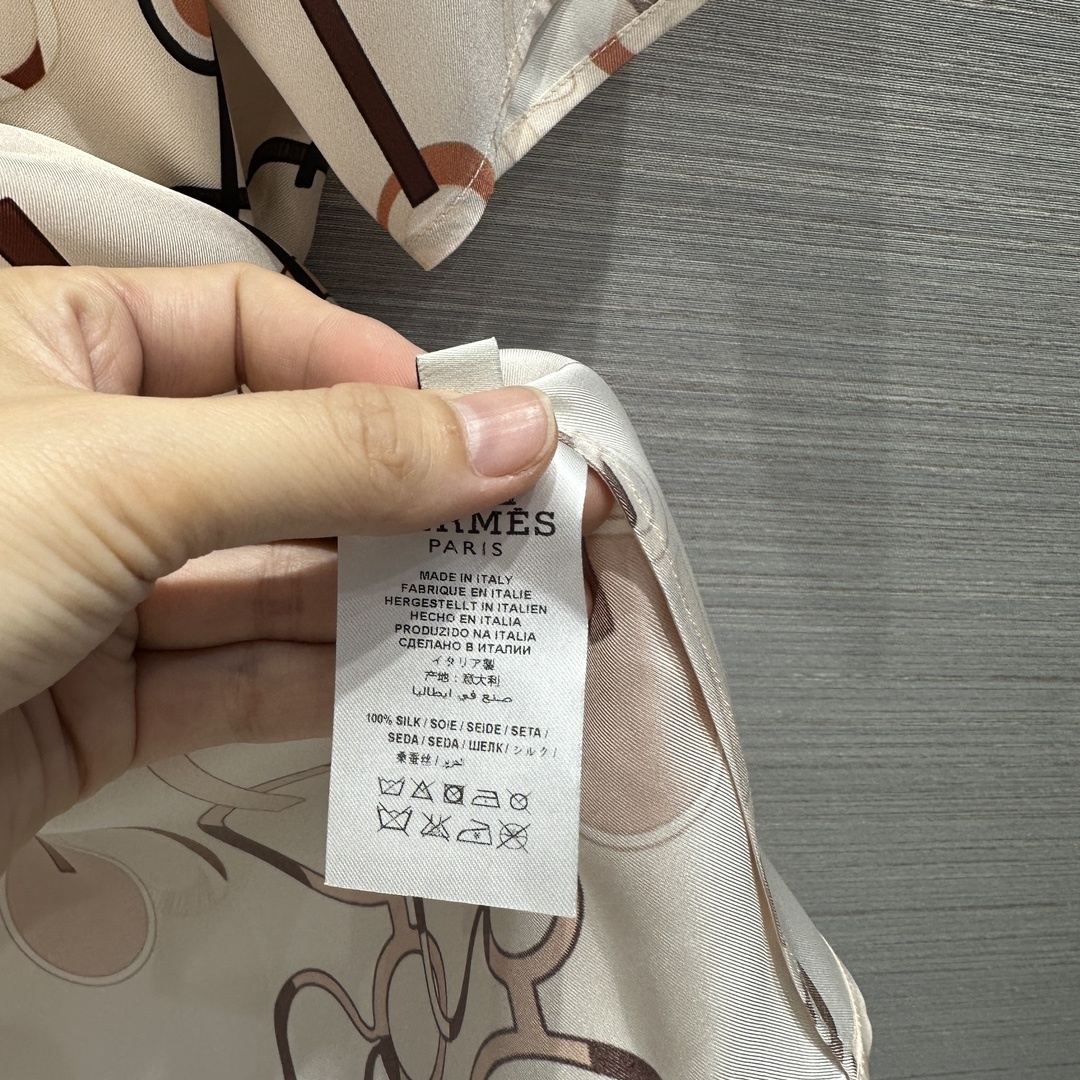 ERMÈS
PARIS
MADE IN ITALY
FABRIQUE EN ITALIE
HERGESTELLT IN ITALIEN
HECHO EN ITALIA
PRODUZIDO NA ITALIA
СДЕЛАНО В ИТАЛИИ
イタリア製
产地：意大利
صنع في ايطاليا
100% SILK / SOIE / SEIDE / SETA /
SEDA / SEDA / ШЕЛК / シルク /
桑蚕丝 / الحرير